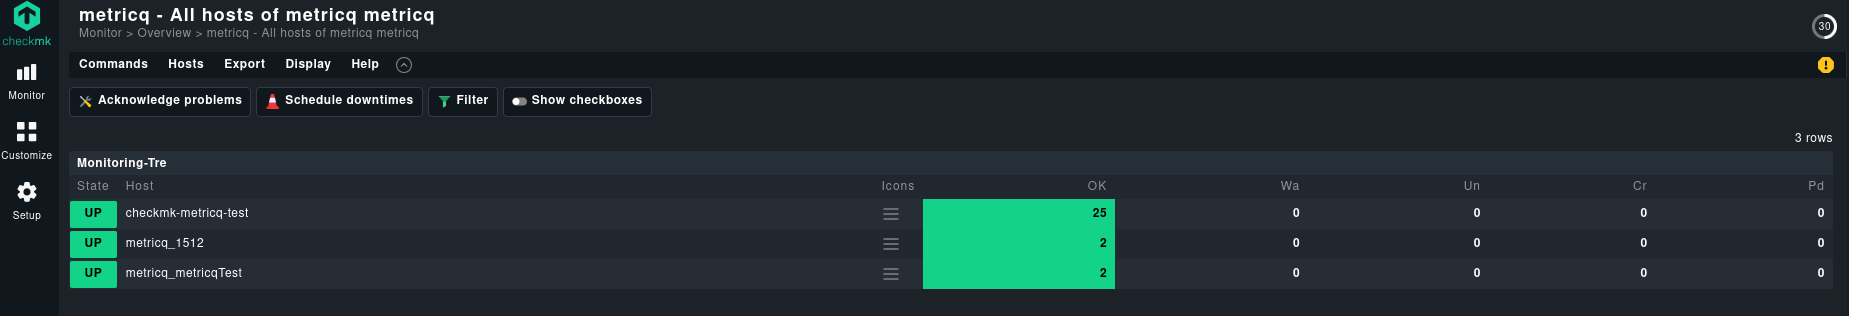 metricq - All hosts of metricq metricq
Monitor > Overview > metricq - All hosts of metricq metricq
30
checkmk
Commands Hosts Export Display Help
Monitor
Acknowledge problems Schedule downtimes Filter Show checkboxes
3 rows
Customize
Monitoring-Tre
State Host Icons OK Wa Un Cr Pd
Setup
UP checkmk-metricq-test 25 0 0 0 0
UP metricq_1512 2 0 0 0 0
UP metricq_metricqTest 2 0 0 0 0